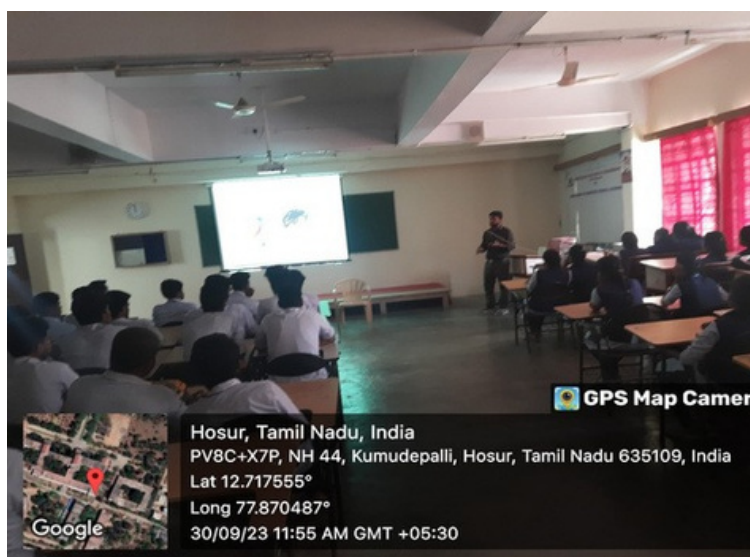 GPS Map Camer
Hosur, Tamil Nadu, India
PV8C+X7P, NH 44, Kumudepalli, Hosur, Tamil Nadu 635109, India
Lat 12.717555°
Long 77.870487°
30/09/23 11:55 AM GMT +05:30
Google